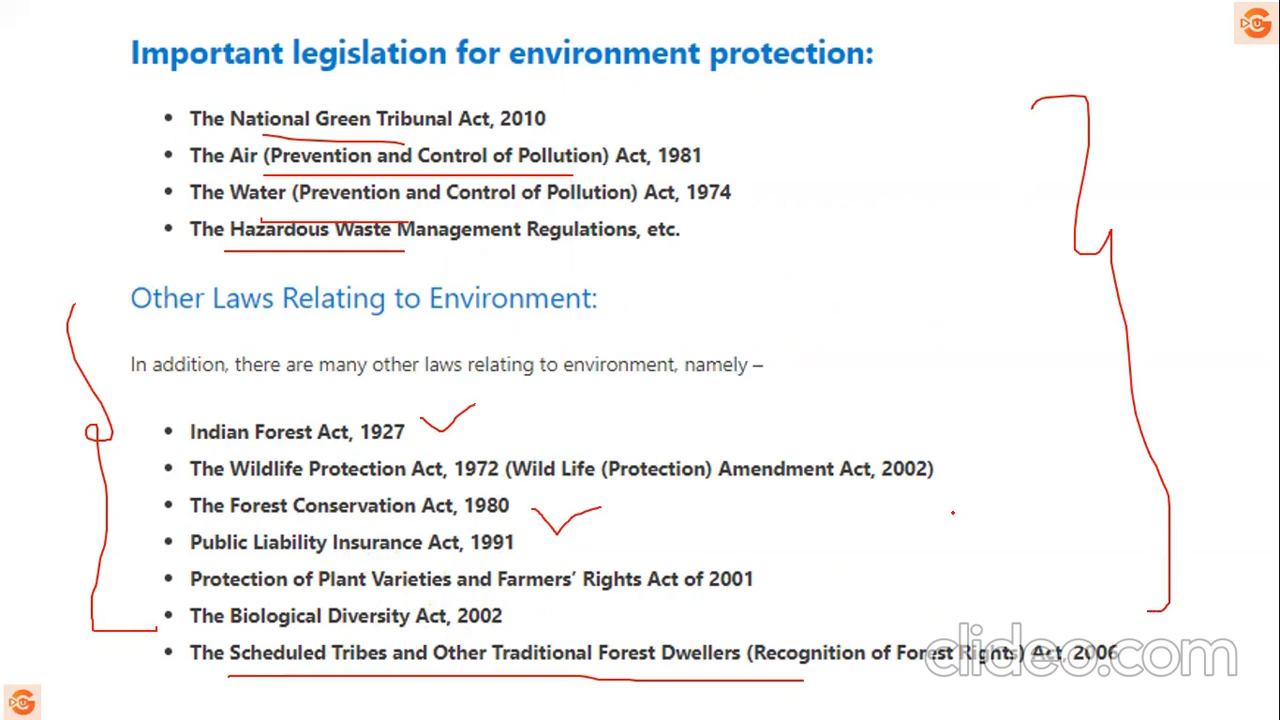 Important legislation for environment protection:
• The National Green Tribunal Act, 2010
• The Air (Prevention and Control of Pollution) Act, 1981
• The Water (Prevention and Control of Pollution) Act, 1974
• The Hazardous Waste Management Regulations, etc.
Other Laws Relating to Environment:
In addition, there are many other laws relating to environment, namely –
• Indian Forest Act, 1927
• The Wildlife Protection Act, 1972 (Wild Life (Protection) Amendment Act, 2002)
• The Forest Conservation Act, 1980
• Public Liability Insurance Act, 1991
• Protection of Plant Varieties and Farmers’ Rights Act of 2001
• The Biological Diversity Act, 2002
• The Scheduled Tribes and Other Traditional Forest Dwellers (Recognition of Forest Rights) Act, 2006
clideo.com